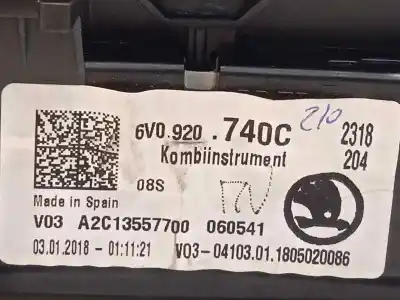 6V0.920 .740C
210
2318
Kombiinstrument
204
08S
Made in Spain
V03 A2C13557700 060541
03.01.2018 - 01:11:21 V03-04103.01.1805020086